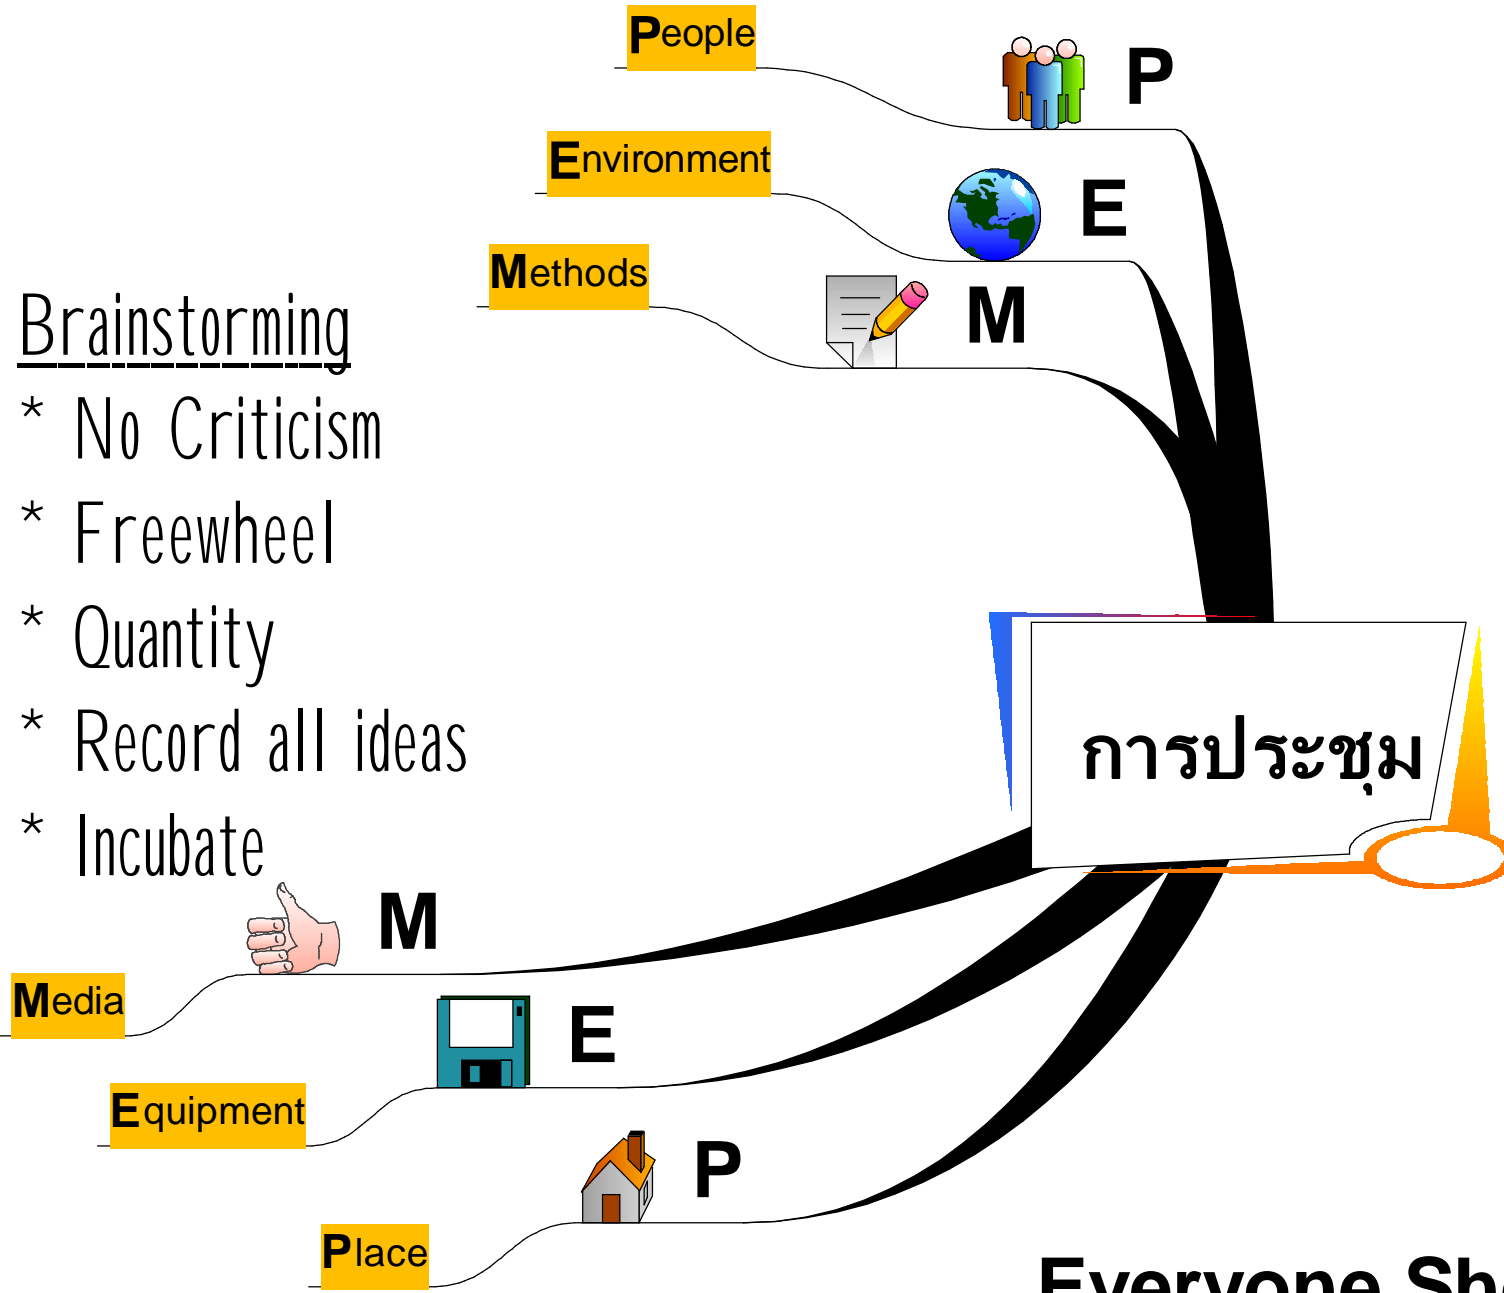 People
P
Environment
E
Methods
M
Brainstorming
* No Criticism
* Freewheel
* Quantity
* Record all ideas
* Incubate
การประชุม
M
Media
E
Equipment
P
Place
Everyone